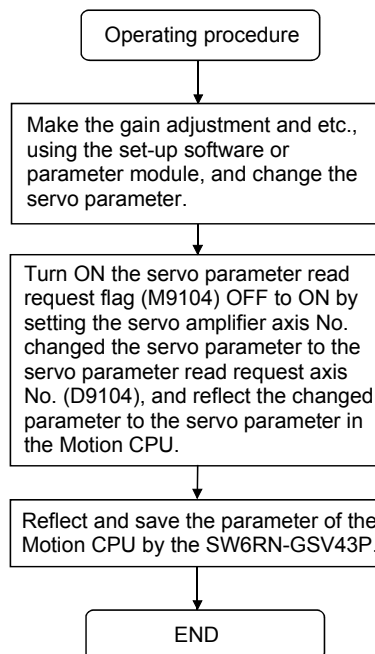 Operating procedure
Make the gain adjustment and etc.,
using the set-up software or
parameter module, and change the
servo parameter.
Turn ON the servo parameter read
request flag (M9104) OFF to ON by
setting the servo amplifier axis No.
changed the servo parameter to the
servo parameter read request axis
No. (D9104), and reflect the changed
parameter to the servo parameter in
the Motion CPU.
Reflect and save the parameter of the
Motion CPU by the SW6RN-GSV43P.
END